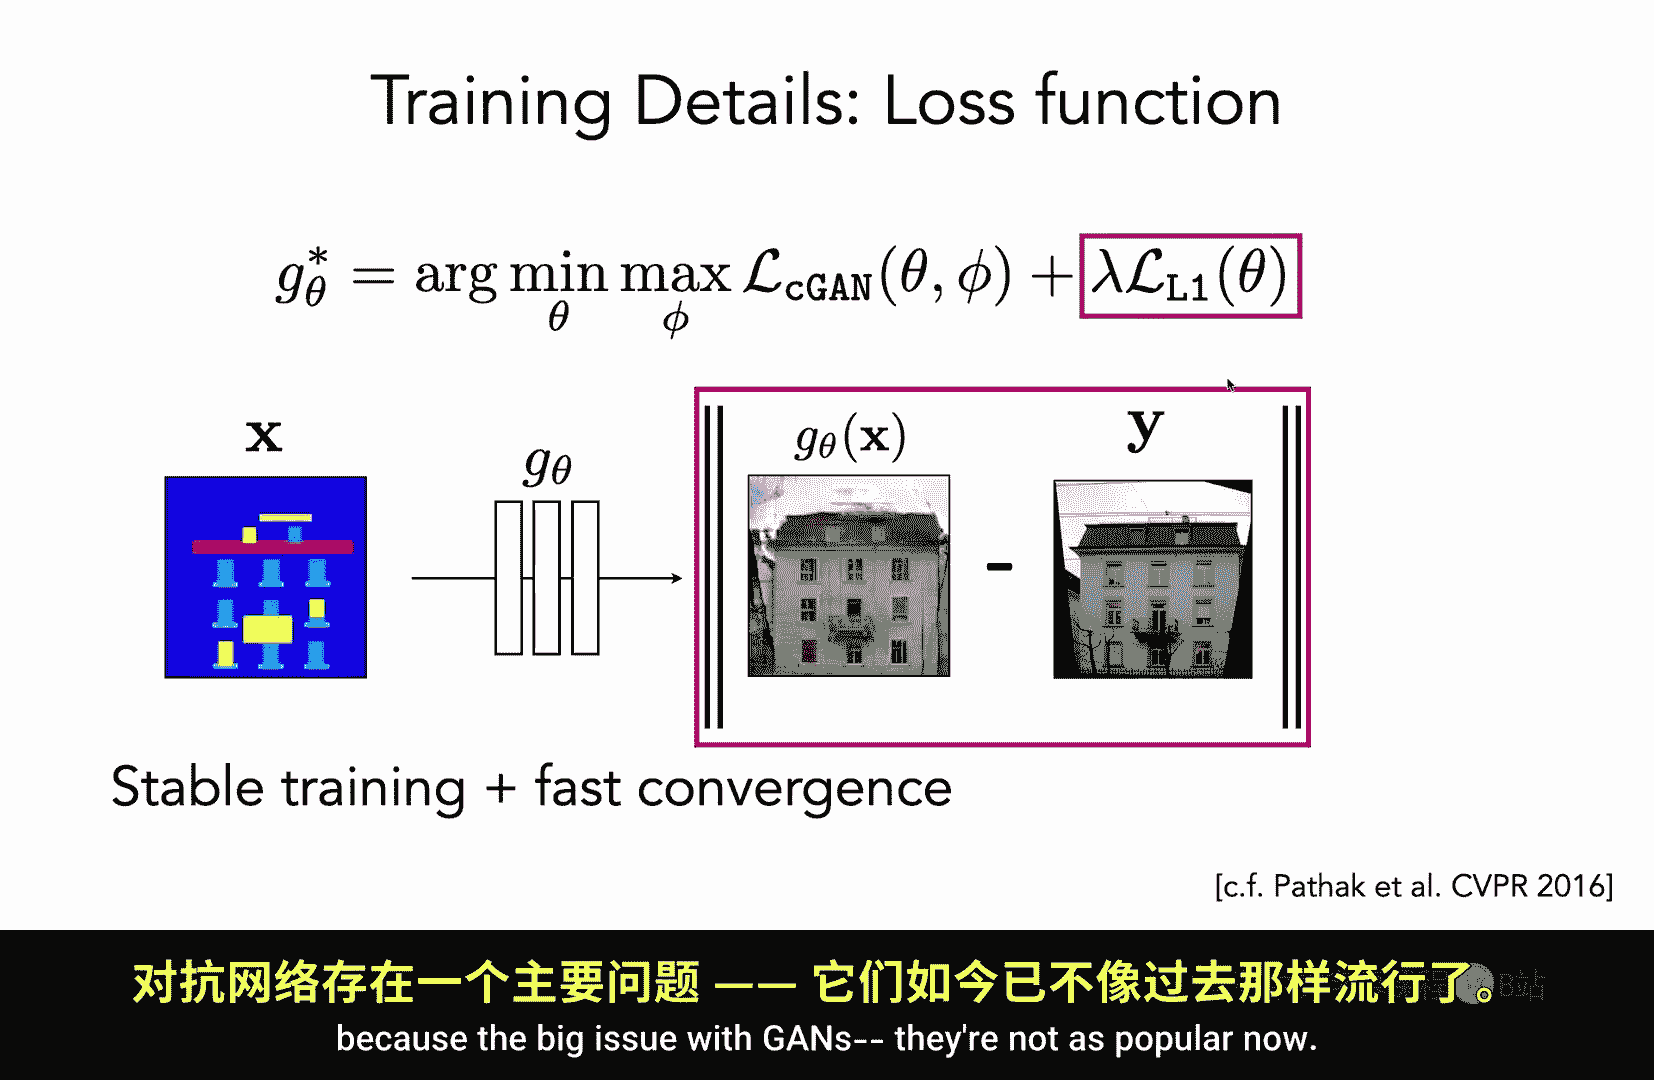 Training Details: Loss function
g*_θ = arg min_θ max_φ ℒ_cGAN(θ, φ) + λℒ_L1(θ)
x
g_θ
g_θ(x)
y
-
Stable training + fast convergence
[c.f. Pathak et al. CVPR 2016]
对抗网络存在一个主要问题 —— 它们如今已不像过去那样流行了。
B站
because the big issue with GANs-- they're not as popular now.